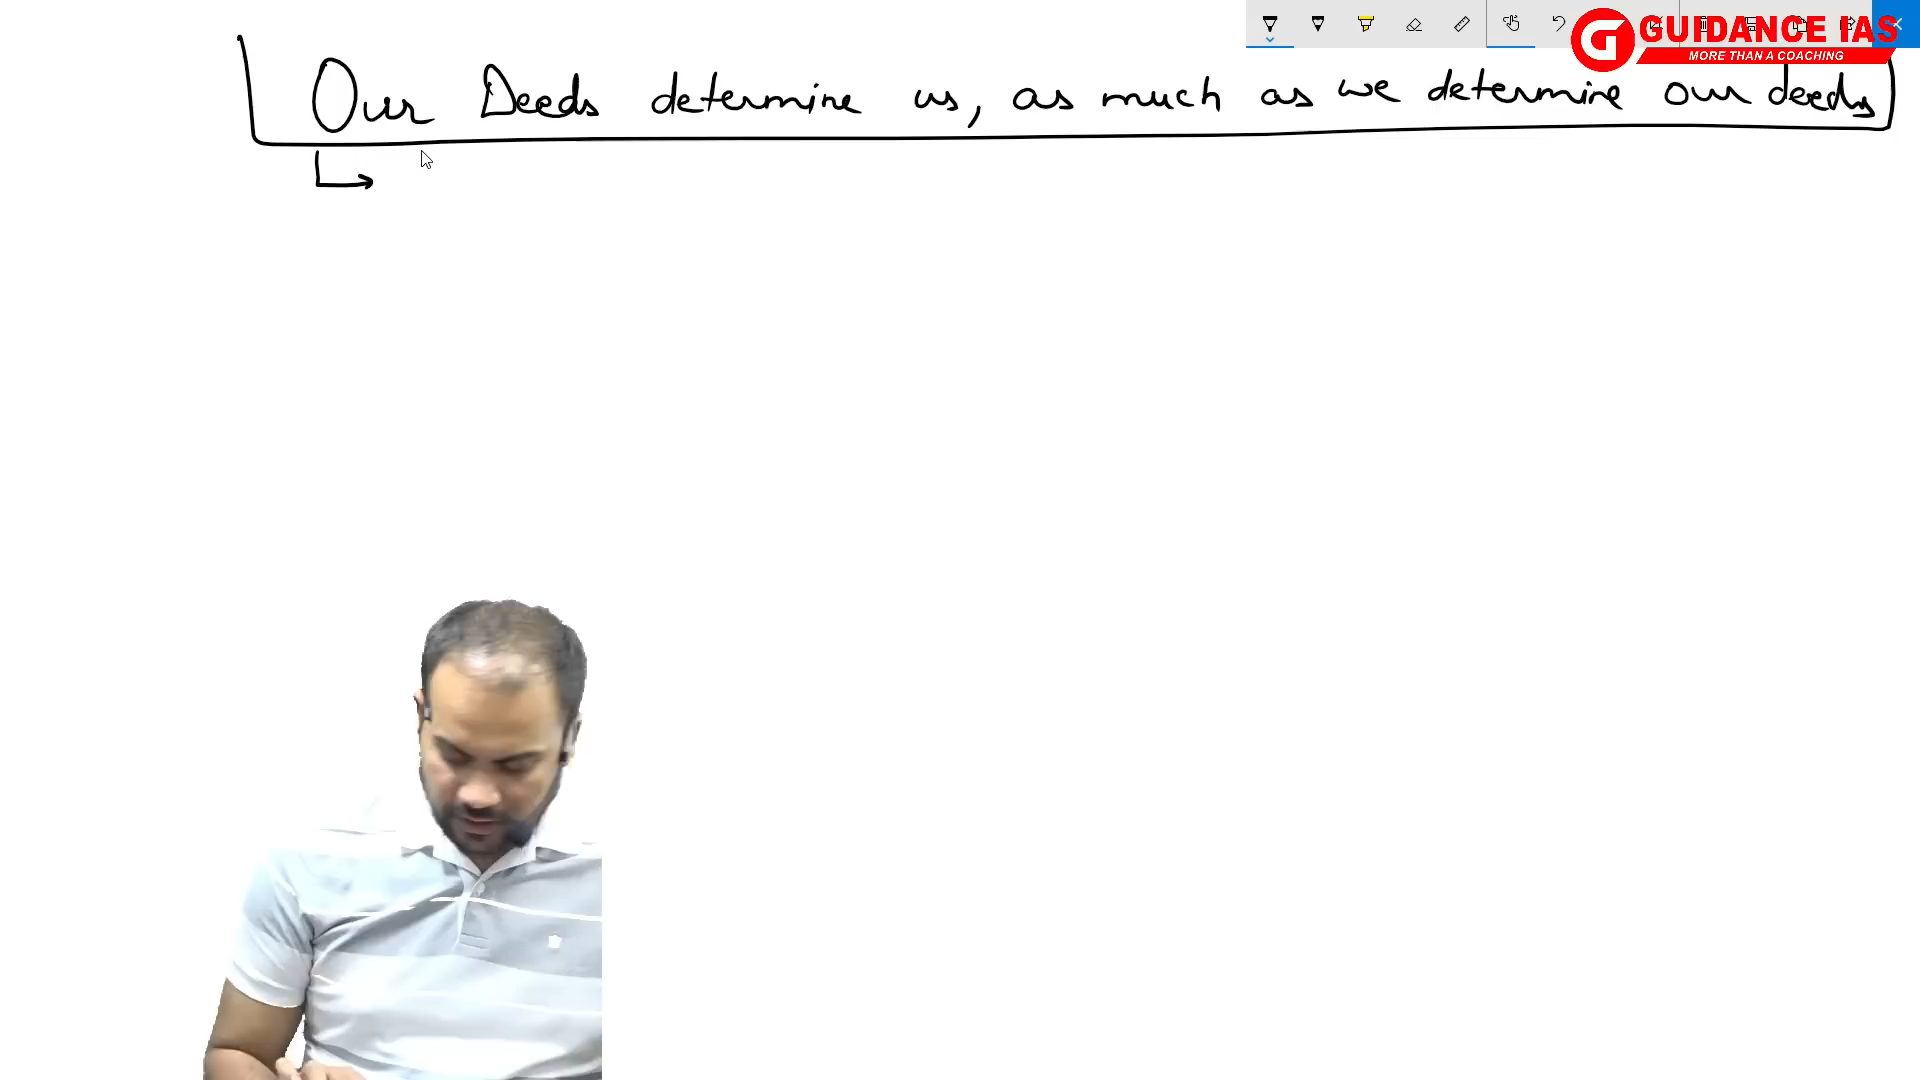 GUIDANCE IAS
MORE THAN A COACHING
Our Deeds determine us, as much as we determine our deeds